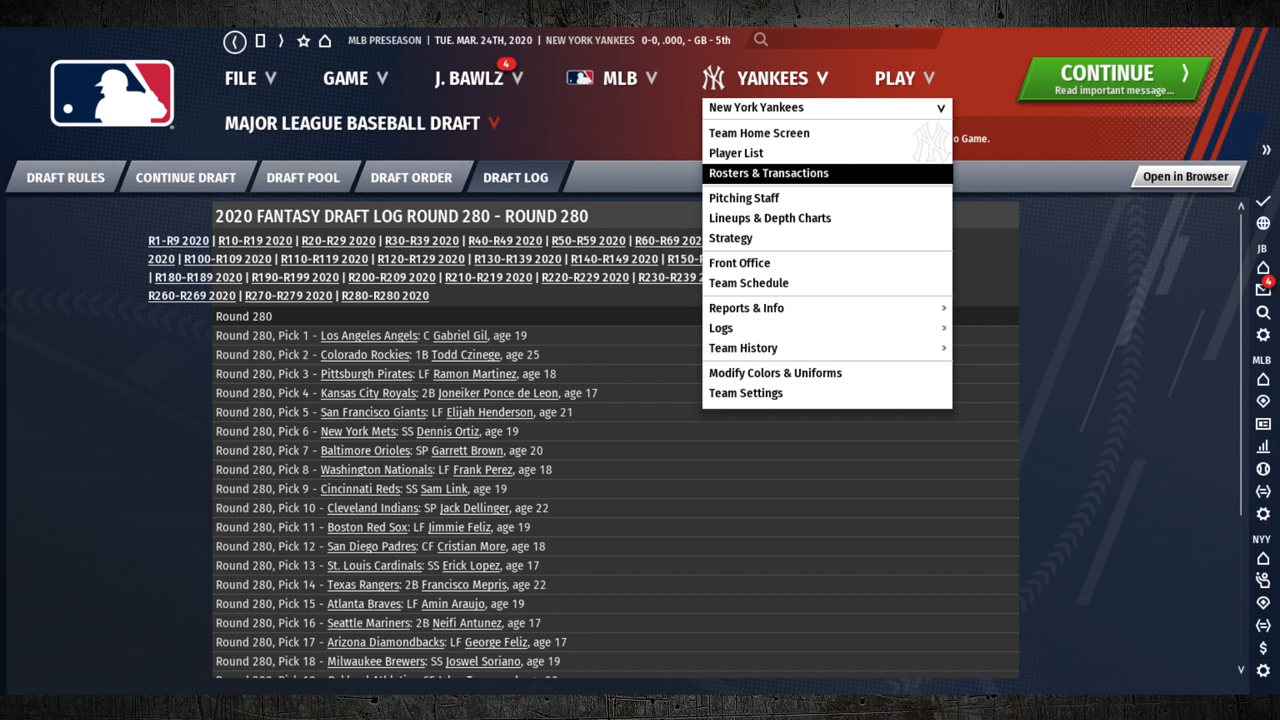 MLB PRESEASON | TUE. MAR. 24TH, 2020 | NEW YORK YANKEES 0-0, .000, - GB - 5th
FILE GAME J. BAWLZ 4 MLB YANKEES PLAY
CONTINUE
Read important message...
MAJOR LEAGUE BASEBALL DRAFT
New York Yankees
Team Home Screen
Player List
Rosters & Transactions
Pitching Staff
Lineups & Depth Charts
Strategy
Front Office
Team Schedule
Reports & Info
Logs
Team History
Modify Colors & Uniforms
Team Settings
o Game.
DRAFT RULES CONTINUE DRAFT DRAFT POOL DRAFT ORDER DRAFT LOG
Open in Browser
2020 FANTASY DRAFT LOG ROUND 280 - ROUND 280
R1-R9 2020 | R10-R19 2020 | R20-R29 2020 | R30-R39 2020 | R40-R49 2020 | R50-R59 2020 | R60-R69 202
2020 | R100-R109 2020 | R110-R119 2020 | R120-R129 2020 | R130-R139 2020 | R140-R149 2020 | R150-
| R180-R189 2020 | R190-R199 2020 | R200-R209 2020 | R210-R219 2020 | R220-R229 2020 | R230-R239 2
R260-R269 2020 | R270-R279 2020 | R280-R280 2020
Round 280
Round 280, Pick 1 - Los Angeles Angels: C Gabriel Gil, age 19
Round 280, Pick 2 - Colorado Rockies: 1B Todd Czinege, age 25
Round 280, Pick 3 - Pittsburgh Pirates: LF Ramon Martinez, age 18
Round 280, Pick 4 - Kansas City Royals: 2B Joneiker Ponce de Leon, age 17
Round 280, Pick 5 - San Francisco Giants: LF Elijah Henderson, age 21
Round 280, Pick 6 - New York Mets: SS Dennis Ortiz, age 19
Round 280, Pick 7 - Baltimore Orioles: SP Garrett Brown, age 20
Round 280, Pick 8 - Washington Nationals: LF Frank Perez, age 18
Round 280, Pick 9 - Cincinnati Reds: SS Sam Link, age 19
Round 280, Pick 10 - Cleveland Indians: SP Jack Dellinger, age 22
Round 280, Pick 11 - Boston Red Sox: LF Jimmie Feliz, age 19
Round 280, Pick 12 - San Diego Padres: CF Cristian More, age 18
Round 280, Pick 13 - St. Louis Cardinals: SS Erick Lopez, age 17
Round 280, Pick 14 - Texas Rangers: 2B Francisco Mepris, age 22
Round 280, Pick 15 - Atlanta Braves: LF Amin Araujo, age 19
Round 280, Pick 16 - Seattle Mariners: 2B Neifi Antunez, age 17
Round 280, Pick 17 - Arizona Diamondbacks: LF George Feliz, age 17
Round 280, Pick 18 - Milwaukee Brewers: SS Joswel Soriano, age 19
JB
4
MLB
NYY